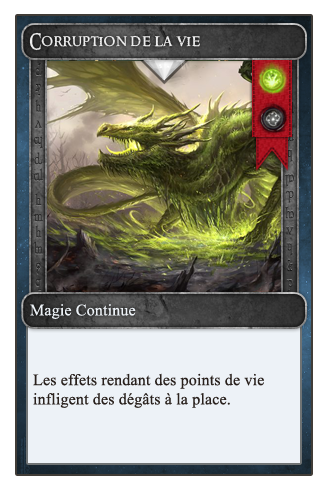 Corruption de la vie
Magie Continue
Les effets rendant des points de vie
infligent des dégâts à la place.